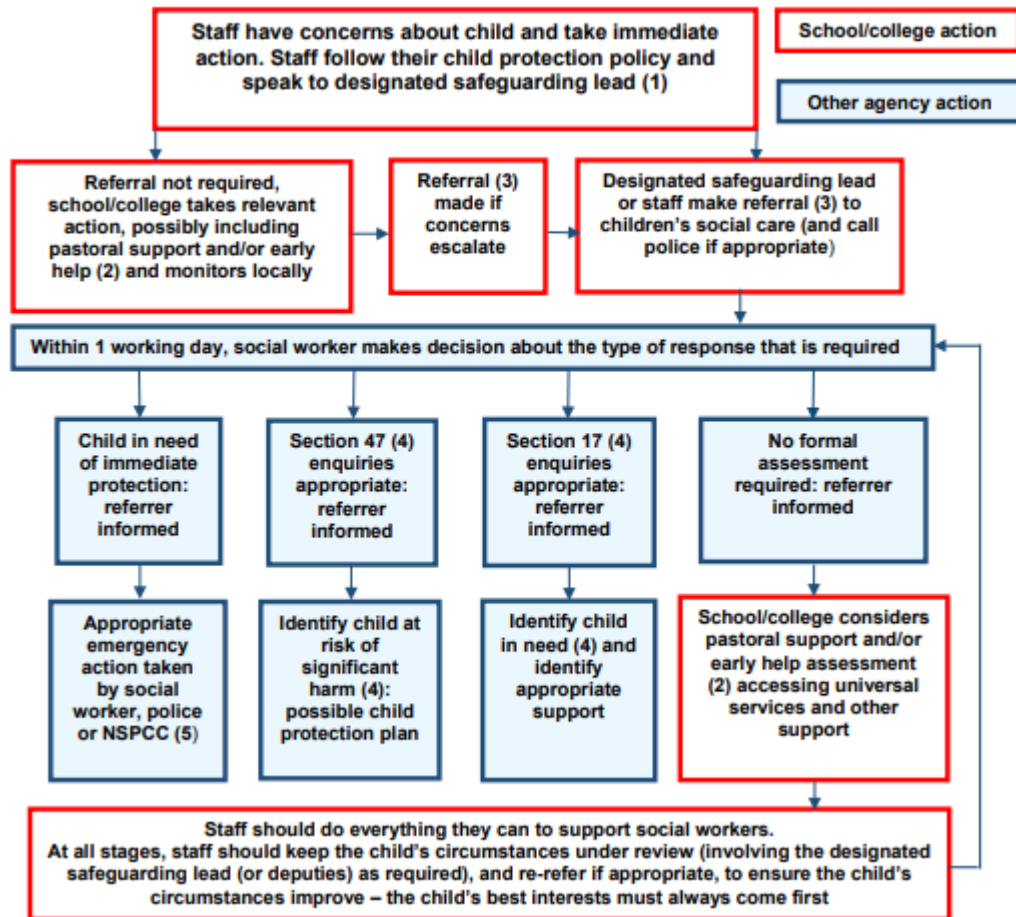 Staff have concerns about child and take immediate
action. Staff follow their child protection policy and
speak to designated safeguarding lead (1)
School/college action
Other agency action
Referral not required,
school/college takes relevant
action, possibly including
pastoral support and/or early
help (2) and monitors locally
Referral (3)
made if
concerns
escalate
Designated safeguarding lead
or staff make referral (3) to
children's social care (and call
police if appropriate)
Within 1 working day, social worker makes decision about the type of response that is required
Child in need
of immediate
protection:
referrer
informed
Section 47 (4)
enquiries
appropriate:
referrer
informed
Section 17 (4)
enquiries
appropriate:
referrer
informed
No formal
assessment
required: referrer
informed
Appropriate
emergency
action taken
by social
worker, police
or NSPCC (5)
Identify child at
risk of
significant
harm (4):
possible child
protection plan
Identify child
in need (4) and
identify
appropriate
support
School/college considers
pastoral support and/or
early help assessment
(2) accessing universal
services and other
support
Staff should do everything they can to support social workers.
At all stages, staff should keep the child's circumstances under review (involving the designated
safeguarding lead (or deputies) as required), and re-refer if appropriate, to ensure the child's
circumstances improve – the child's best interests must always come first